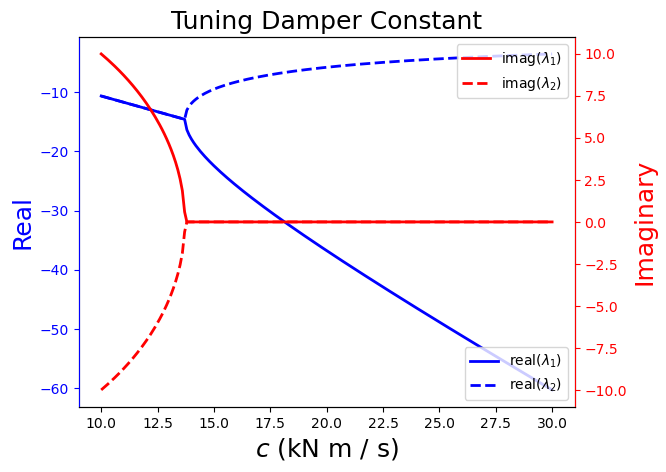 Tuning Damper Constant
imag(λ₁)
imag(λ₂)
real(λ₁)
real(λ₂)
Real
−10
−20
−30
−40
−50
−60
Imaginary
10.0
7.5
5.0
2.5
0.0
−2.5
−5.0
−7.5
−10.0
10.0 12.5 15.0 17.5 20.0 22.5 25.0 27.5 30.0
c (kN m / s)